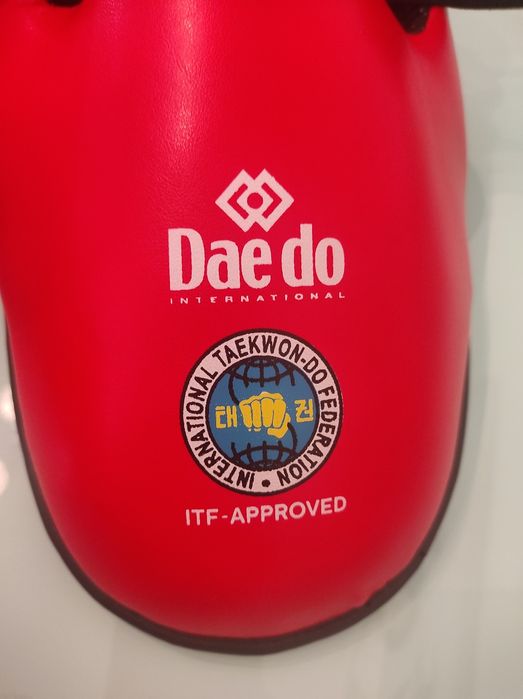 Dae do
INTERNATIONAL
INTERNATIONAL TAEKWON-DO FEDERATION
태 권
ITF-APPROVED